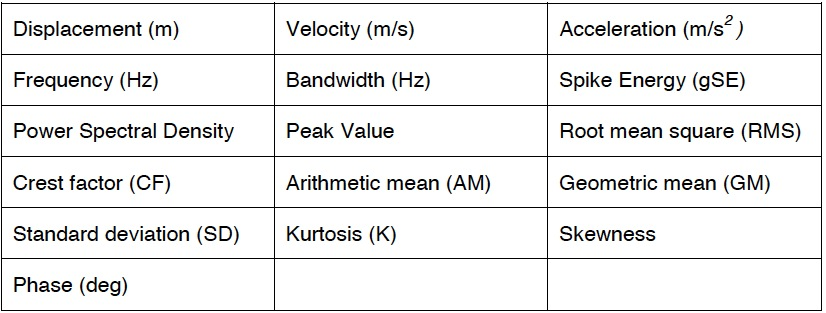 Displacement (m) Velocity (m/s) Acceleration (m/s²)
Frequency (Hz) Bandwidth (Hz) Spike Energy (gSE)
Power Spectral Density Peak Value Root mean square (RMS)
Crest factor (CF) Arithmetic mean (AM) Geometric mean (GM)
Standard deviation (SD) Kurtosis (K) Skewness
Phase (deg)